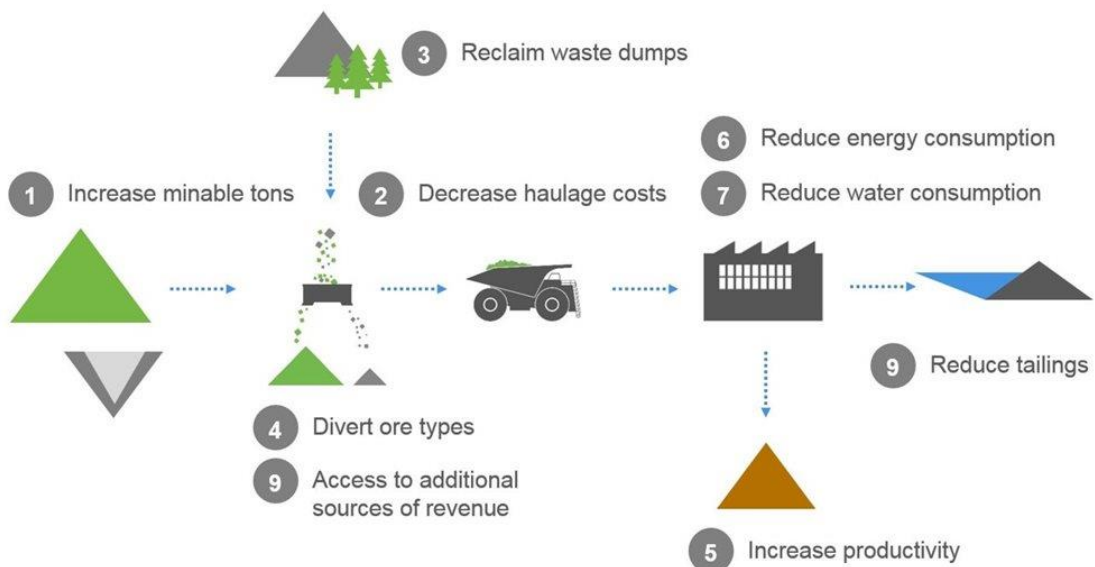 3 Reclaim waste dumps
6 Reduce energy consumption
1 Increase minable tons
2 Decrease haulage costs
7 Reduce water consumption
9 Reduce tailings
4 Divert ore types
9 Access to additional
sources of revenue
5 Increase productivity